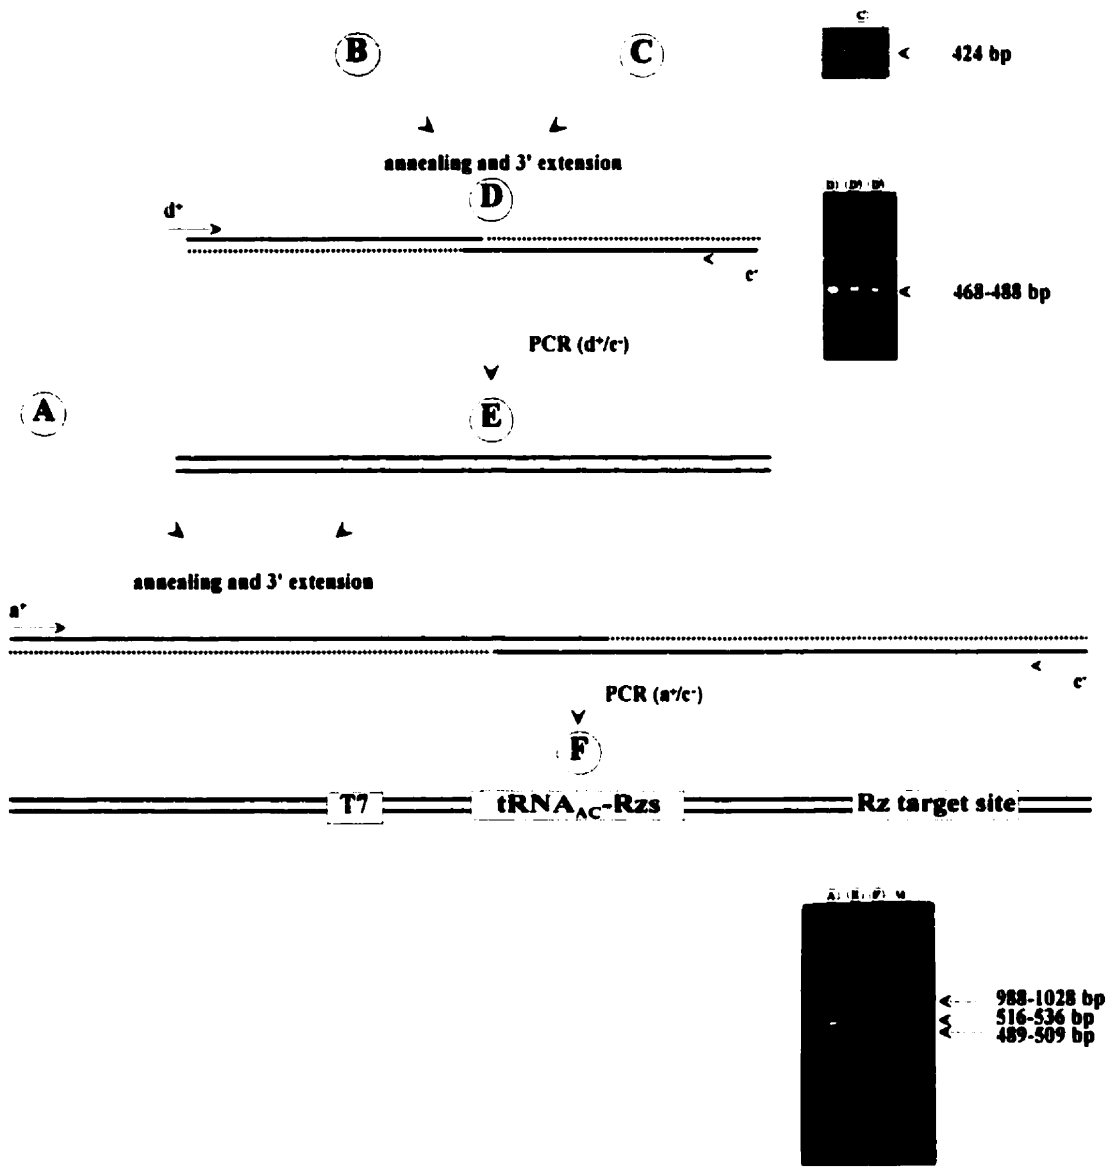 C
B
C
424 bp
annealing and 3' extension
D
d⁺
c⁻
468-488 bp
PCR (d⁺/c⁻)
A
E
annealing and 3' extension
a⁺
c⁻
PCR (a⁺/c⁻)
F
T7
tRNA_AC-Rzs
Rz target site
988-1028 bp
516-536 bp
489-509 bp